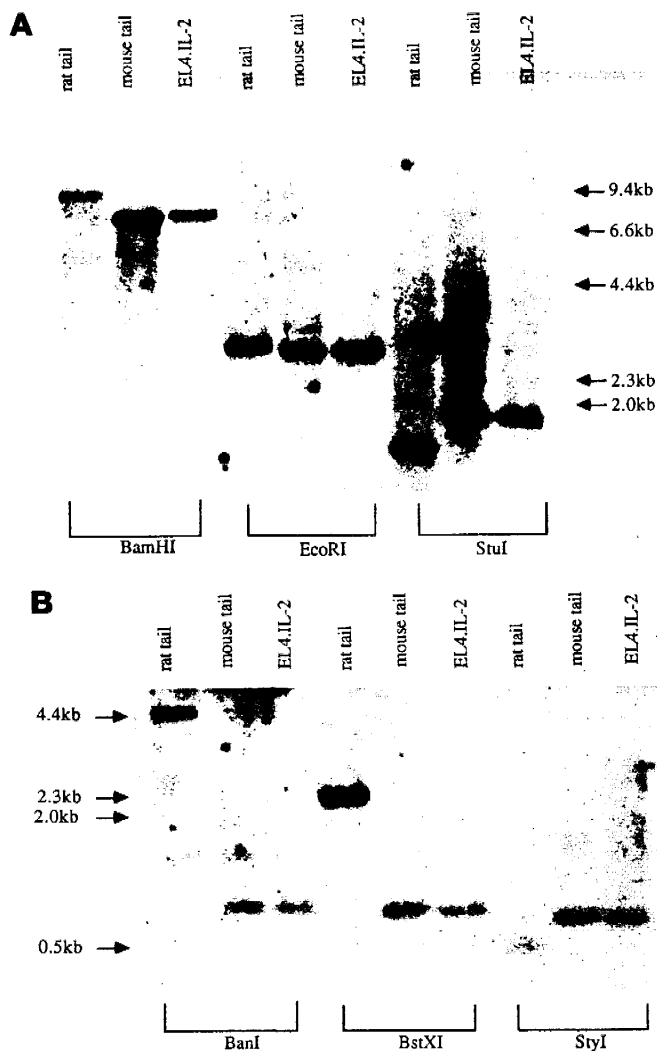 A
rat tail
mouse tail
EL4.IL-2
rat tail
mouse tail
EL4.IL-2
rat tail
mouse tail
EL4.IL-2
9.4kb
6.6kb
4.4kb
2.3kb
2.0kb
BamHI
EcoRI
StuI
B
rat tail
mouse tail
EL4.IL-2
rat tail
mouse tail
EL4.IL-2
rat tail
mouse tail
EL4.IL-2
4.4kb
2.3kb
2.0kb
0.5kb
BanI
BstXI
StyI